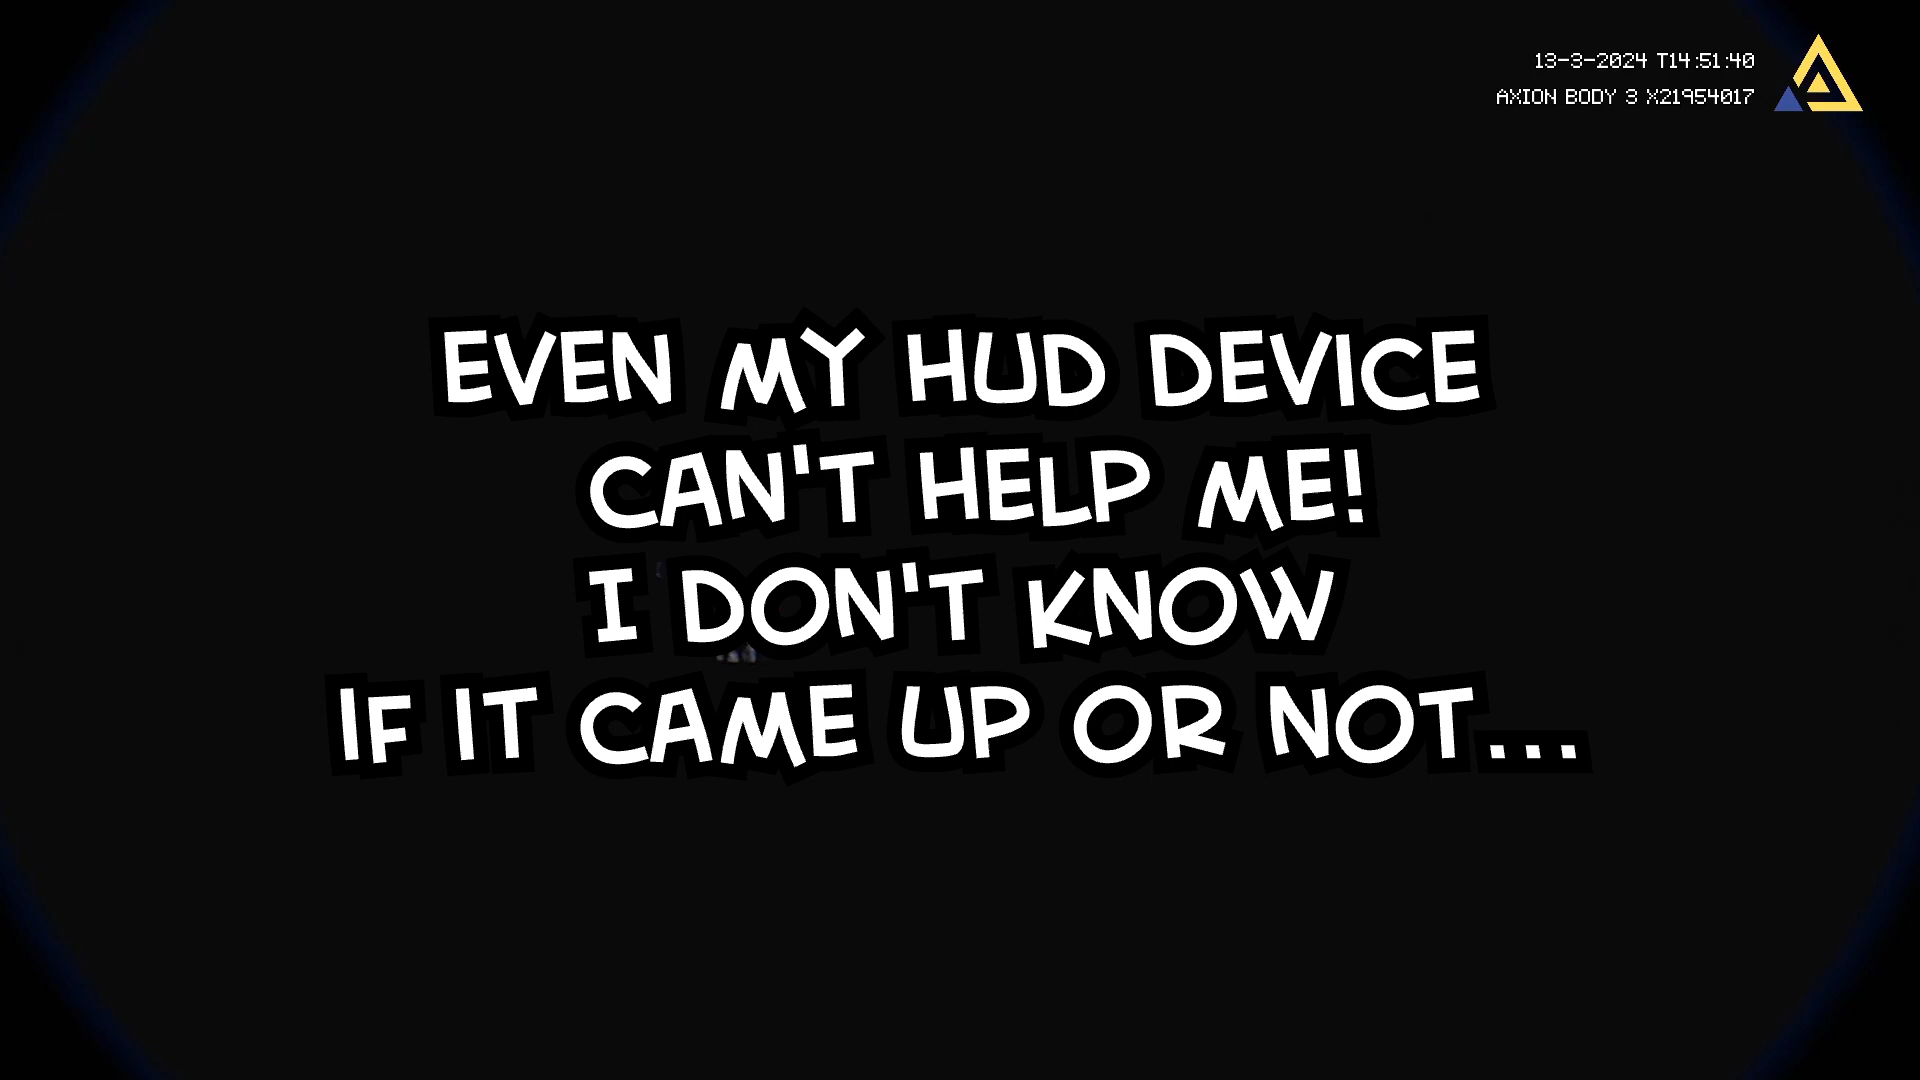 13-3-2024 T14:51:40
AXION BODY 3 X21954017
EVEN MY HUD DEVICE
CAN'T HELP ME!
I DON'T KNOW
IF IT CAME UP OR NOT...